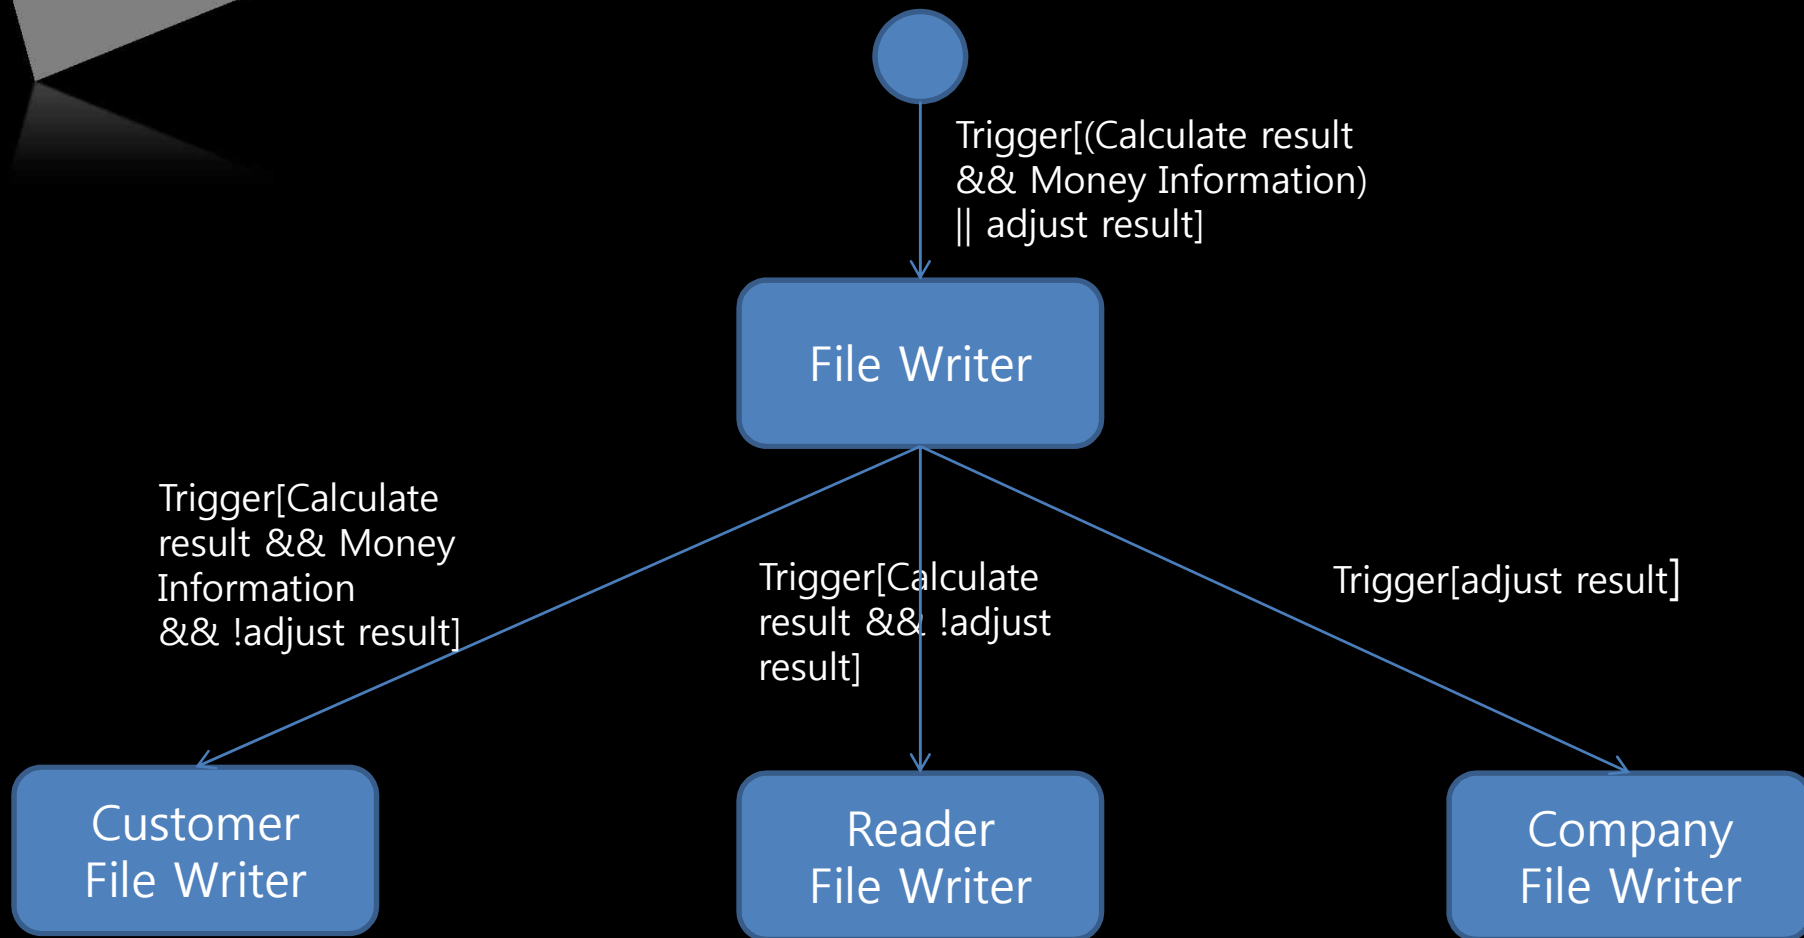 Trigger[(Calculate result
&& Money Information)
|| adjust result]
File Writer
Trigger[Calculate
result && Money
Information
&& !adjust result]
Trigger[Calculate
result && !adjust
result]
Trigger[adjust result]
Customer
File Writer
Reader
File Writer
Company
File Writer